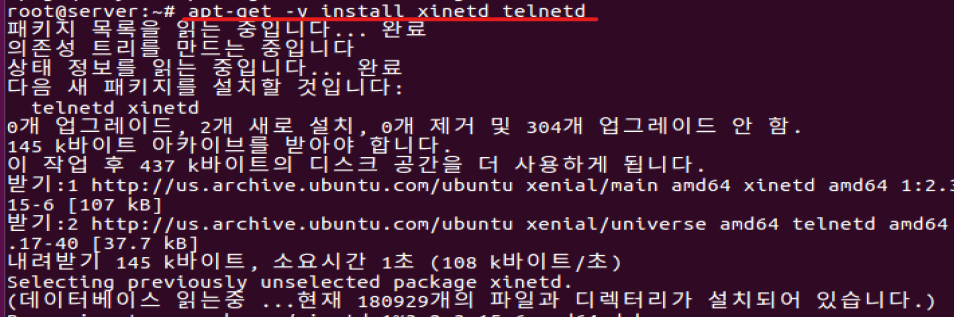 root@server:~# apt-get -y install xinetd telnetd
패키지 목록을 읽는 중입니다... 완료
의존성 트리를 만드는 중입니다
상태 정보를 읽는 중입니다... 완료
다음 새 패키지를 설치할 것입니다:
telnetd xinetd
0개 업그레이드, 2개 새로 설치, 0개 제거 및 304개 업그레이드 안 함.
145 k바이트 아카이브를 받아야 합니다.
이 작업 후 437 k바이트의 디스크 공간을 더 사용하게 됩니다.
받기:1 http://us.archive.ubuntu.com/ubuntu xenial/main amd64 xinetd amd64 1:2.3
15-6 [107 kB]
받기:2 http://us.archive.ubuntu.com/ubuntu xenial/universe amd64 telnetd amd64
.17-40 [37.7 kB]
내려받기 145 k바이트, 소요시간 1초 (108 k바이트/초)
Selecting previously unselected package xinetd.
(데이터베이스 읽는중 ...현재 180929개의 파일과 디렉터리가 설치되어 있습니다.)